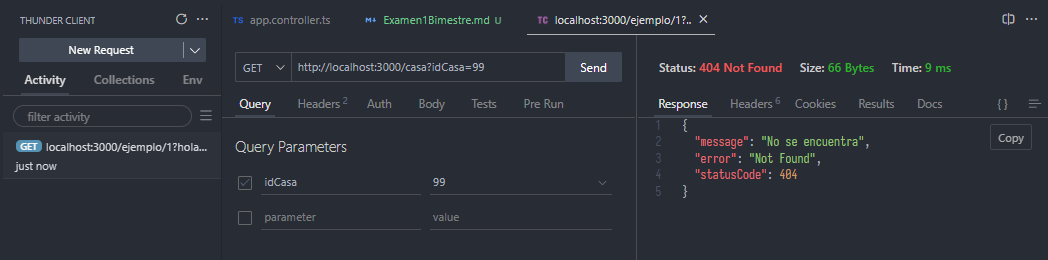 THUNDER CLIENT
New Request
Activity Collections Env
filter activity
GET localhost:3000/ejemplo/1?hola...
just now
TS app.controller.ts
M↓ Examen1Bimestre.md U
TC localhost:3000/ejemplo/1?..
GET http://localhost:3000/casa?idCasa=99 Send
Query Headers 2 Auth Body Tests Pre Run
Query Parameters
idCasa 99
parameter value
Status: 404 Not Found Size: 66 Bytes Time: 9 ms
Response Headers 6 Cookies Results Docs { }
1 {
2 "message": "No se encuentra",
3 "error": "Not Found",
4 "statusCode": 404
5 }
Copy